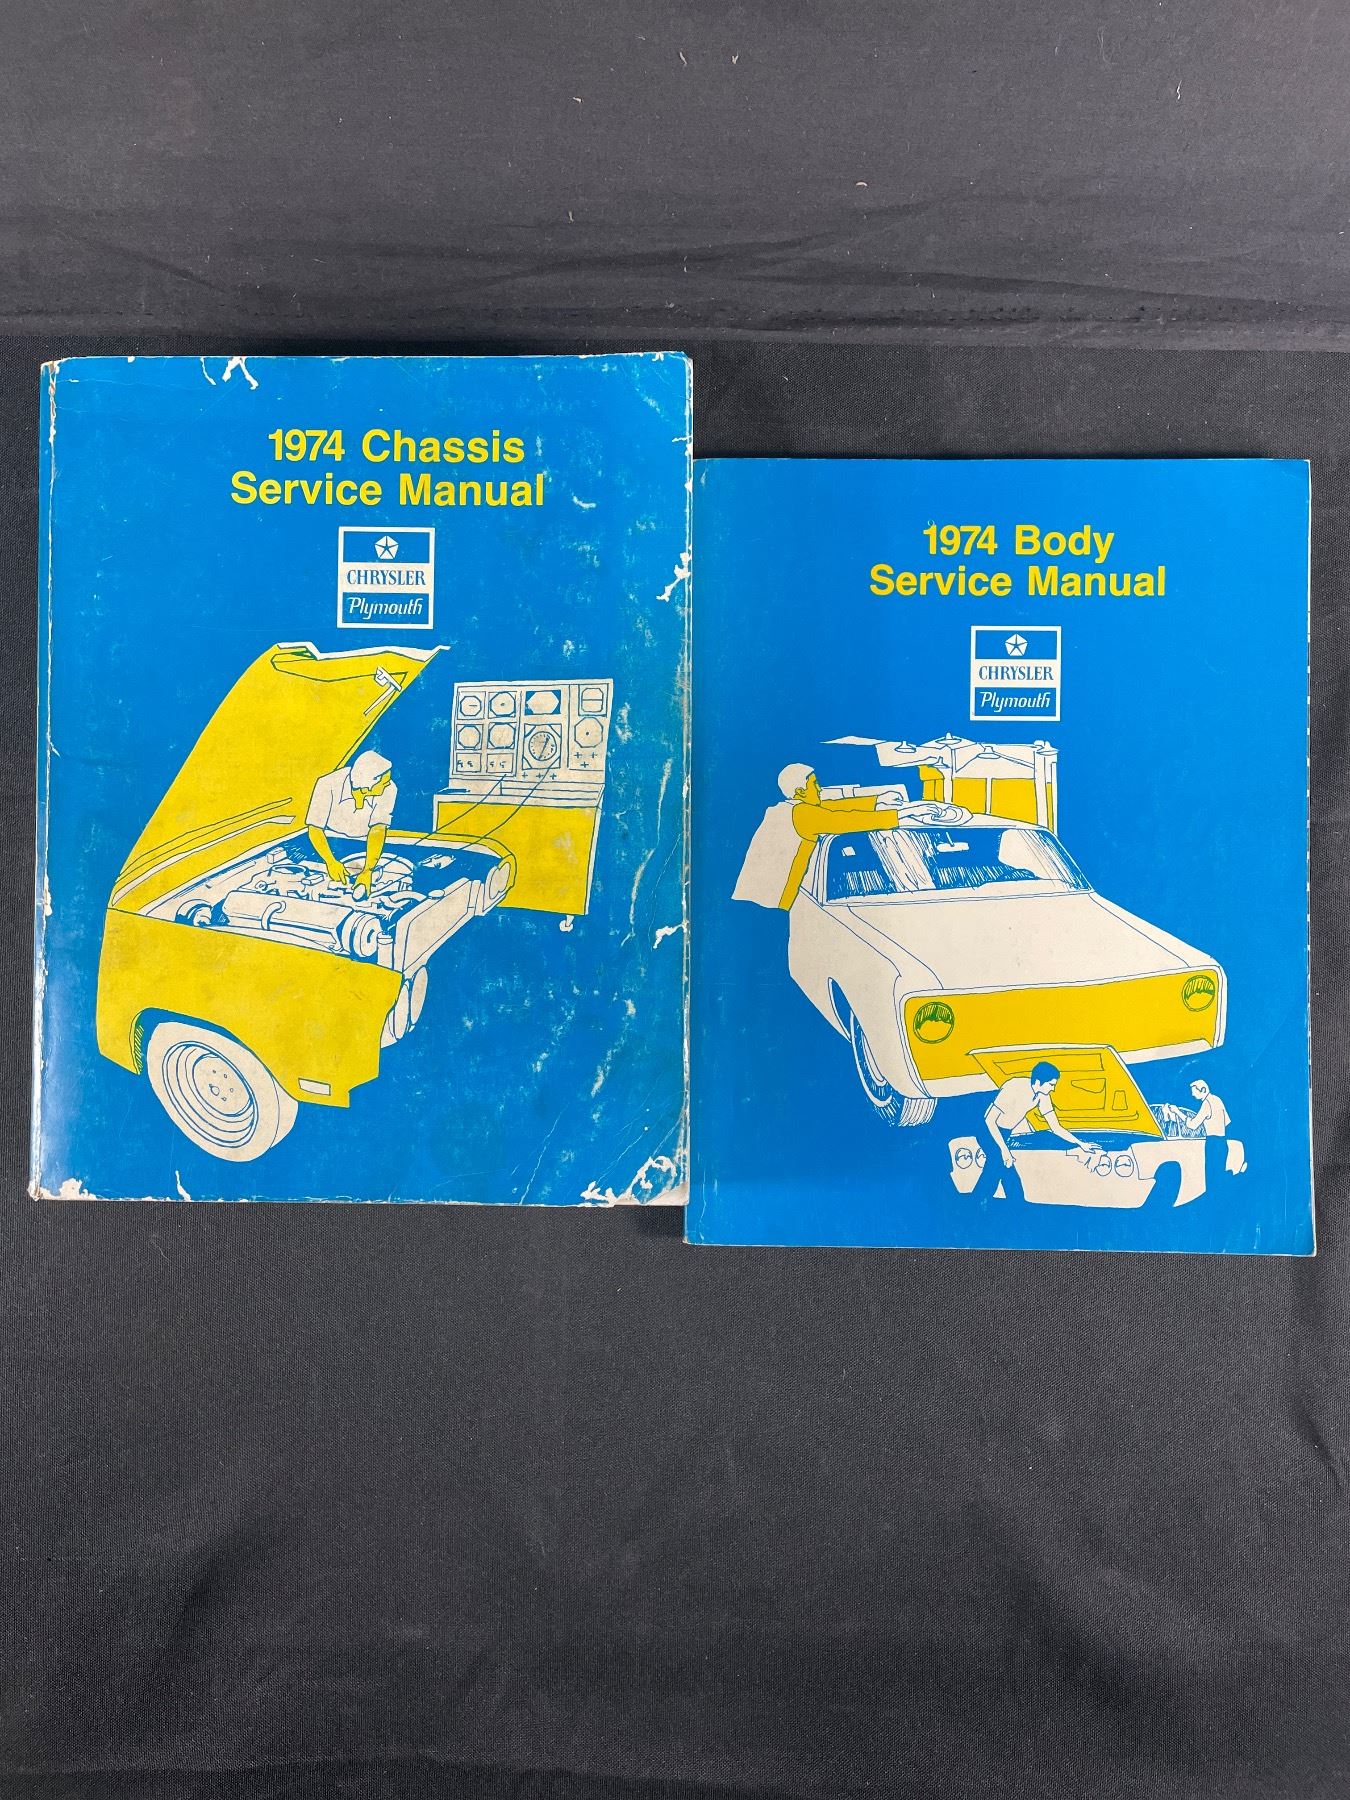 1974 Chassis
Service Manual
CHRYSLER
Plymouth
1974 Body
Service Manual
CHRYSLER
Plymouth